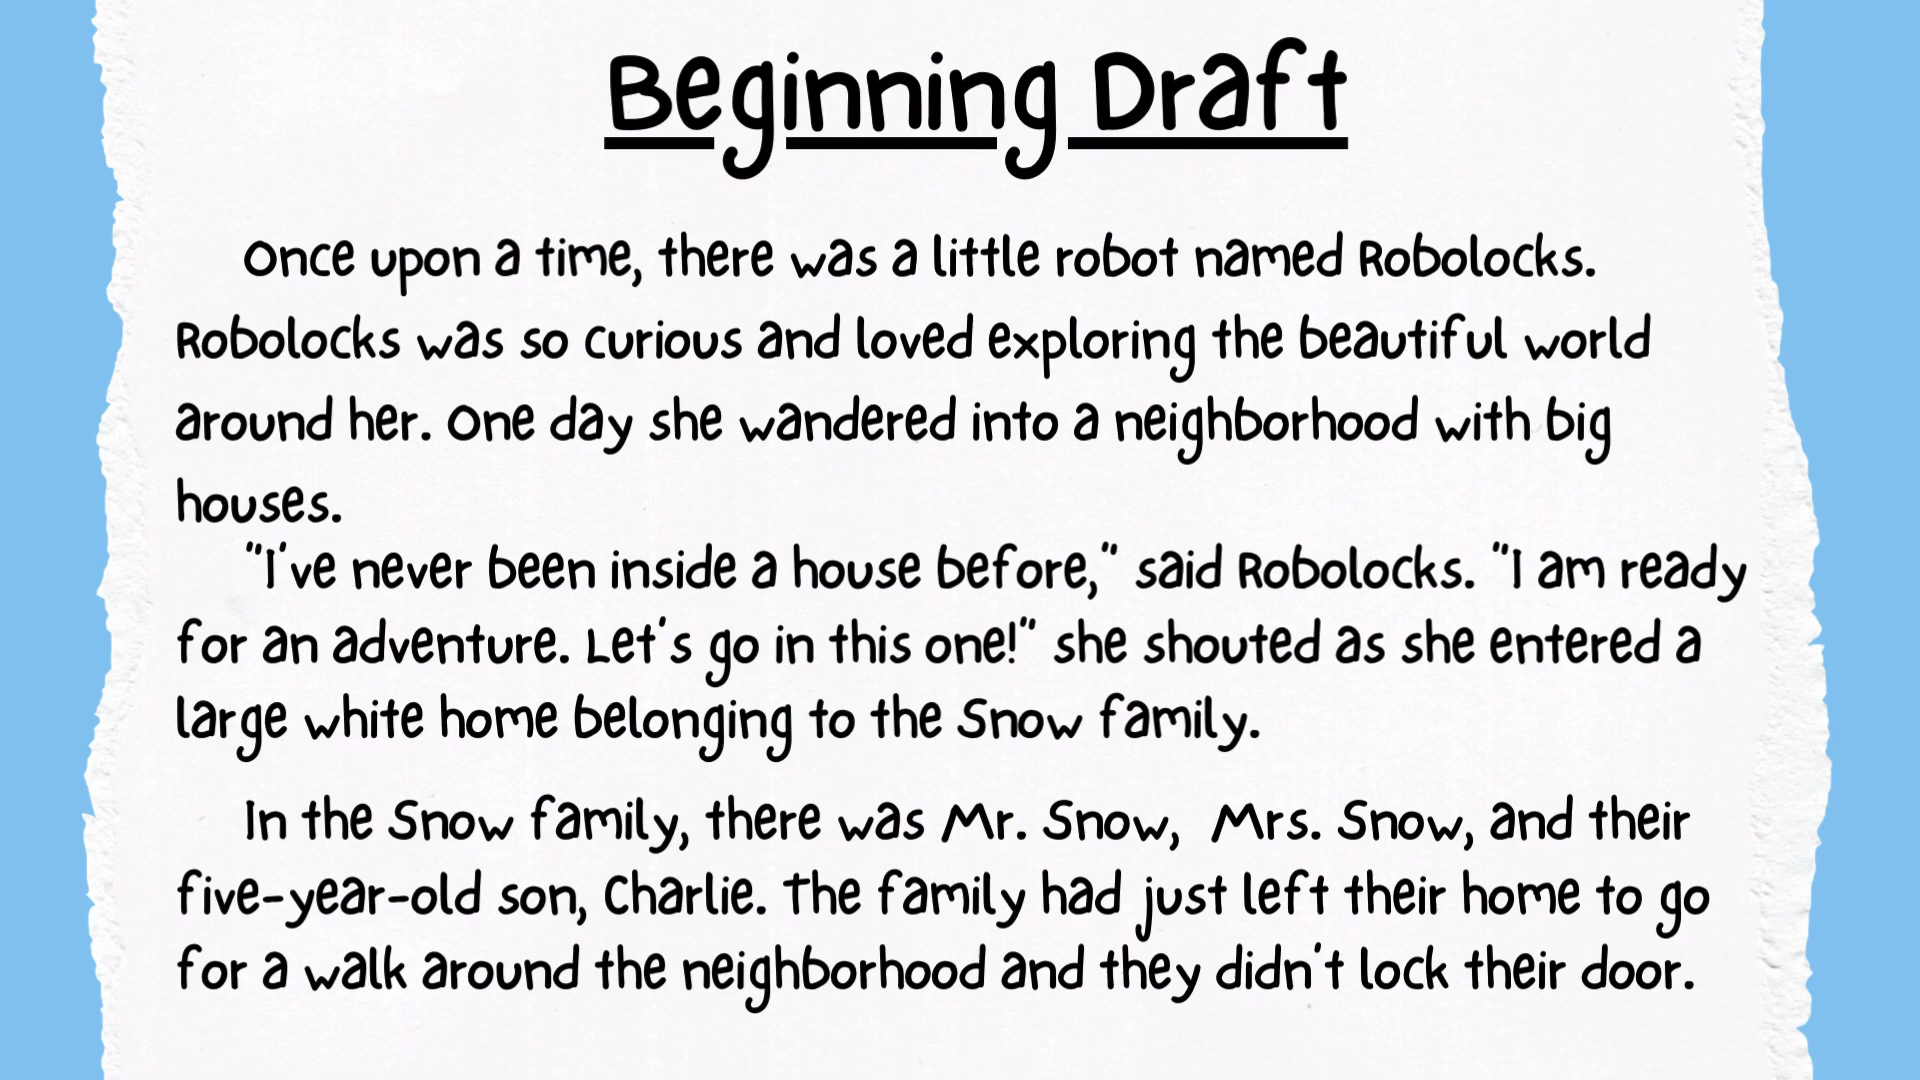 Beginning Draft
Once upon a time, there was a little robot named Robolocks.
Robolocks was so curious and loved exploring the beautiful world
around her. One day she wandered into a neighborhood with big
houses.
"I've never been inside a house before," said Robolocks. "I am ready
for an adventure. Let's go in this one!" she shouted as she entered a
large white home belonging to the Snow family.
In the Snow family, there was Mr. Snow,  Mrs. Snow, and their
five-year-old son, Charlie. The family had just left their home to go
for a walk around the neighborhood and they didn't lock their door.